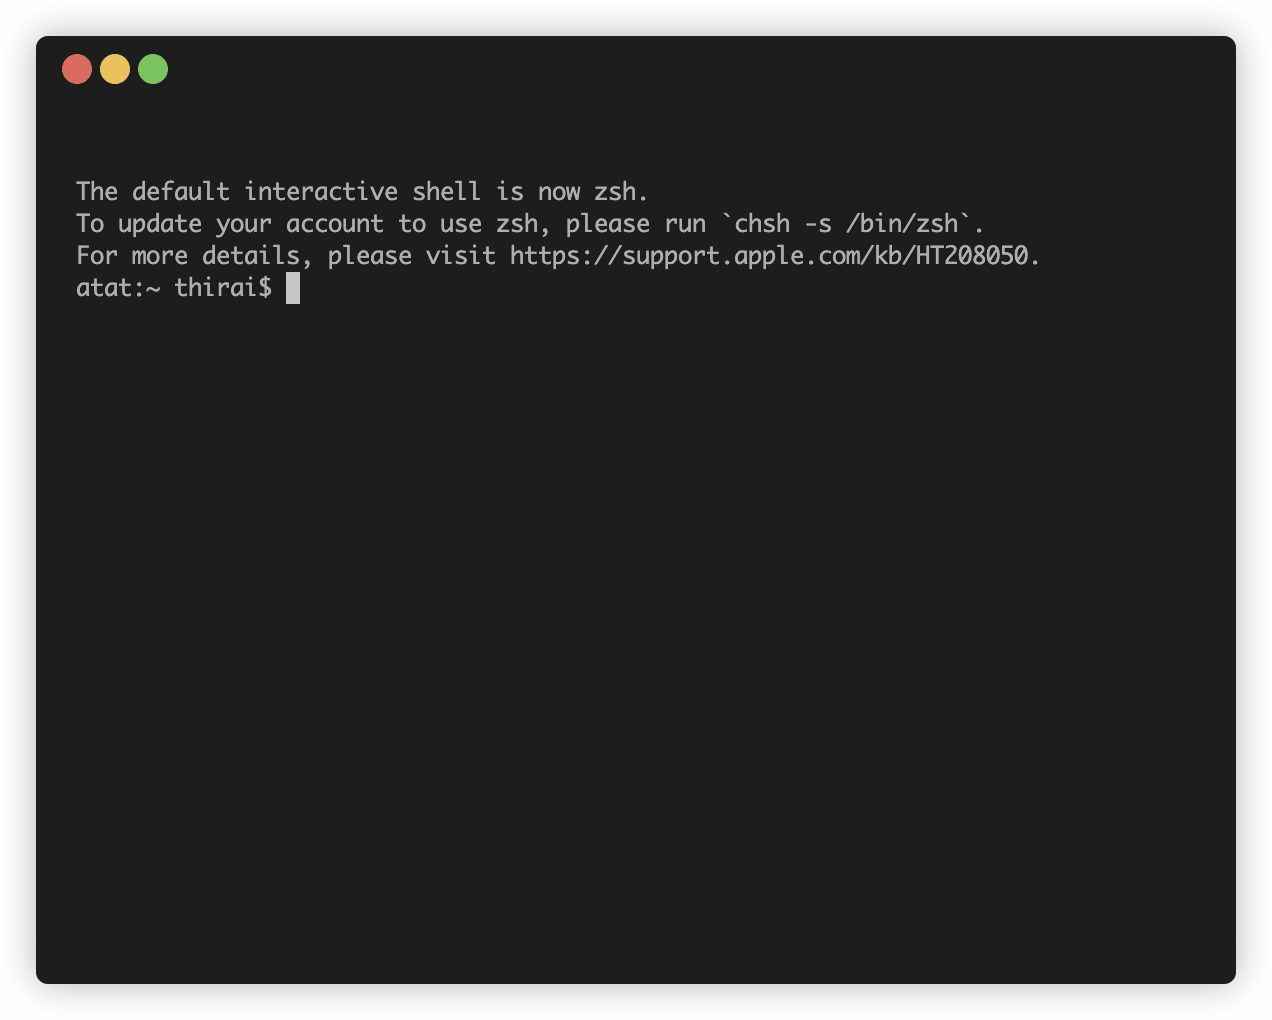 The default interactive shell is now zsh.
To update your account to use zsh, please run `chsh -s /bin/zsh`.
For more details, please visit https://support.apple.com/kb/HT208050.
atat:~ thirai$